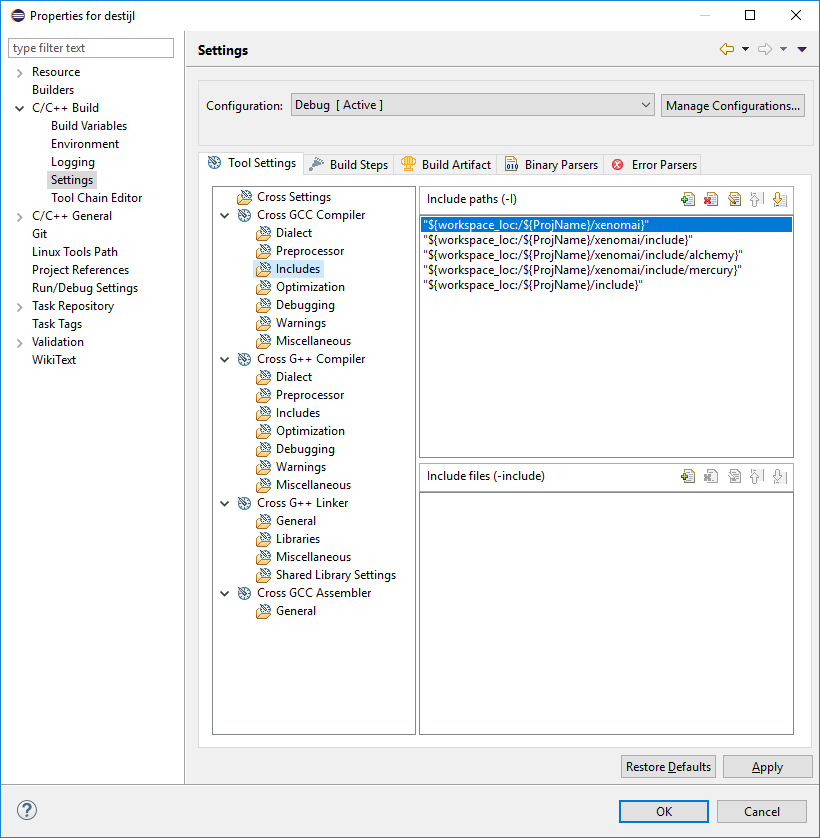 Properties for destijl
type filter text
Resource
Builders
C/C++ Build
Build Variables
Environment
Logging
Settings
Tool Chain Editor
C/C++ General
Git
Linux Tools Path
Project References
Run/Debug Settings
Task Repository
Task Tags
Validation
WikiText
Settings
Configuration: Debug [ Active ] Manage Configurations...
Tool Settings Build Steps Build Artifact Binary Parsers Error Parsers
Cross Settings
Cross GCC Compiler
Dialect
Preprocessor
Includes
Optimization
Debugging
Warnings
Miscellaneous
Cross G++ Compiler
Dialect
Preprocessor
Includes
Optimization
Debugging
Warnings
Miscellaneous
Cross G++ Linker
General
Libraries
Miscellaneous
Shared Library Settings
Cross GCC Assembler
General
Include paths (-I)
"${workspace_loc:/${ProjName}/xenomai}"
"${workspace_loc:/${ProjName}/xenomai/include}"
"${workspace_loc:/${ProjName}/xenomai/include/alchemy}"
"${workspace_loc:/${ProjName}/xenomai/include/mercury}"
"${workspace_loc:/${ProjName}/include}"
Include files (-include)
Restore Defaults Apply
OK Cancel